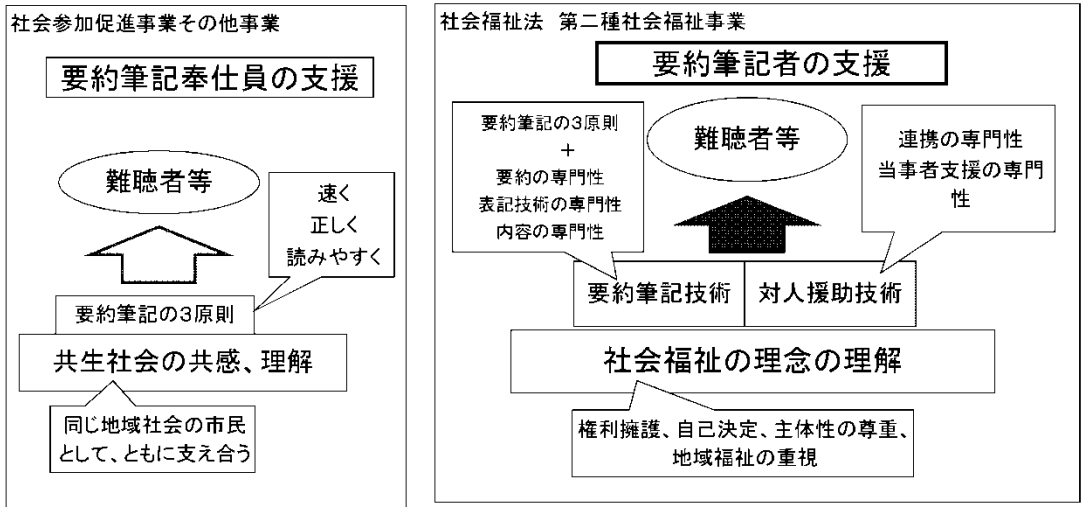 社会参加促進事業その他事業
要約筆記奉仕員の支援
難聴者等
速く
正しく
読みやすく
要約筆記の3原則
共生社会の共感、理解
同じ地域社会の市民
として、ともに支え合う
社会福祉法 第二種社会福祉事業
要約筆記者の支援
要約筆記の3原則
+
要約の専門性
表記技術の専門性
内容の専門性
難聴者等
連携の専門性
当事者支援の専門
性
要約筆記技術
対人援助技術
社会福祉の理念の理解
権利擁護、自己決定、主体性の尊重、
地域福祉の重視